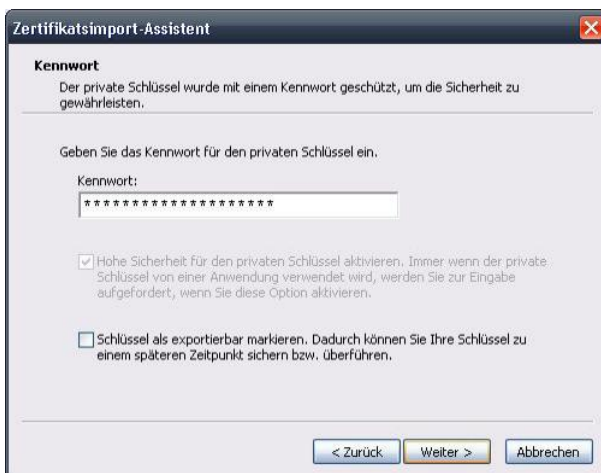 Zertifikatsimport-Assistent
Kennwort
Der private Schlüssel wurde mit einem Kennwort geschützt, um die Sicherheit zu
gewährleisten.
Geben Sie das Kennwort für den privaten Schlüssel ein.
Kennwort:
********************
Hohe Sicherheit für den privaten Schlüssel aktivieren. Immer wenn der private
Schlüssel von einer Anwendung verwendet wird, werden Sie zur Eingabe
aufgefordert, wenn Sie diese Option aktivieren.
Schlüssel als exportierbar markieren. Dadurch können Sie Ihre Schlüssel zu
einem späteren Zeitpunkt sichern bzw. überführen.
< Zurück Weiter > Abbrechen